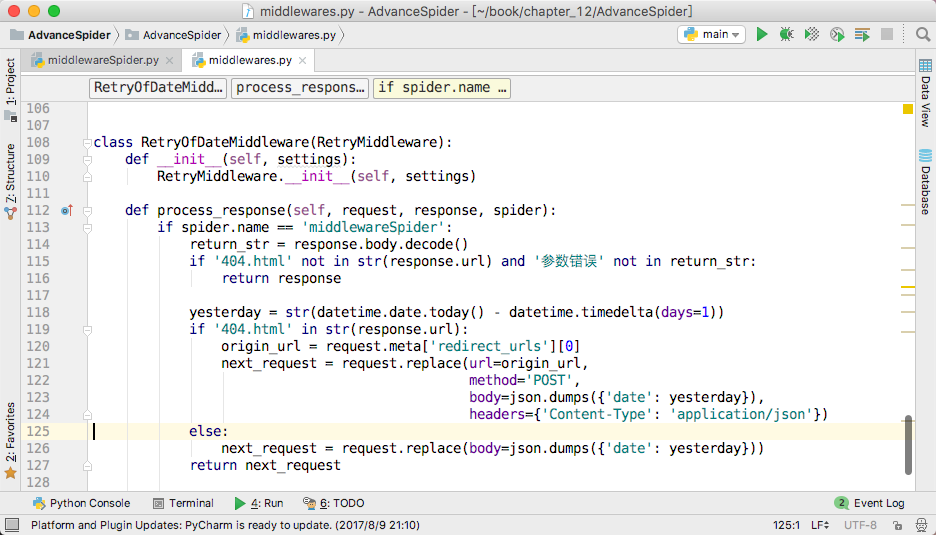 middlewares.py - AdvanceSpider - [~/book/chapter_12/AdvanceSpider]
AdvanceSpider AdvanceSpider middlewares.py main
middlewareSpider.py middlewares.py
RetryOfDateMidd… process_respons… if spider.name …
1: Project
7: Structure
2: Favorites
Data View
Database
106
107
108 class RetryOfDateMiddleware(RetryMiddleware):
109 def __init__(self, settings):
110 RetryMiddleware.__init__(self, settings)
111
112 def process_response(self, request, response, spider):
113 if spider.name == 'middlewareSpider':
114 return_str = response.body.decode()
115 if '404.html' not in str(response.url) and '参数错误' not in return_str:
116 return response
117
118 yesterday = str(datetime.date.today() - datetime.timedelta(days=1))
119 if '404.html' in str(response.url):
120 origin_url = request.meta['redirect_urls'][0]
121 next_request = request.replace(url=origin_url,
122 method='POST',
123 body=json.dumps({'date': yesterday}),
124 headers={'Content-Type': 'application/json'})
125 else:
126 next_request = request.replace(body=json.dumps({'date': yesterday}))
127 return next_request
128
Python Console Terminal 4: Run 6: TODO 2 Event Log
Platform and Plugin Updates: PyCharm is ready to update. (2017/8/9 21:10) 125:1 LF UTF-8